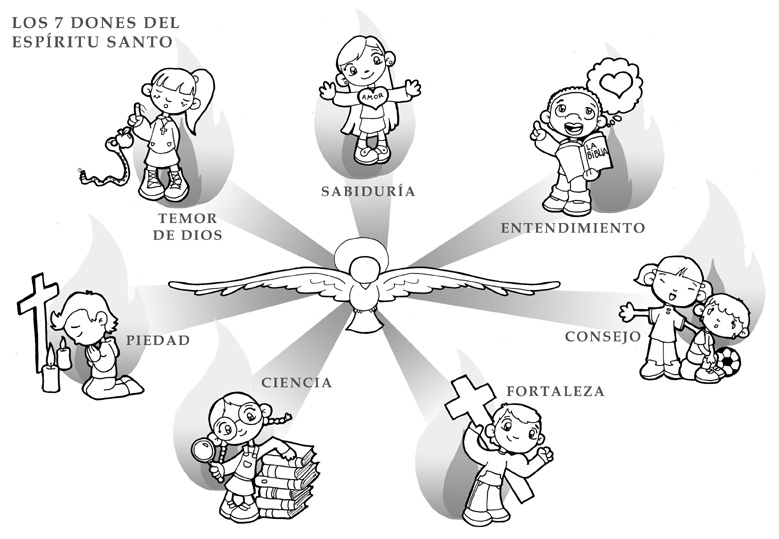 LOS 7 DONES DEL
ESPÍRITU SANTO
AMOR
SABIDURÍA
LA
BIBLIA
ENTENDIMIENTO
TEMOR
DE DIOS
PIEDAD
CONSEJO
CIENCIA
FORTALEZA